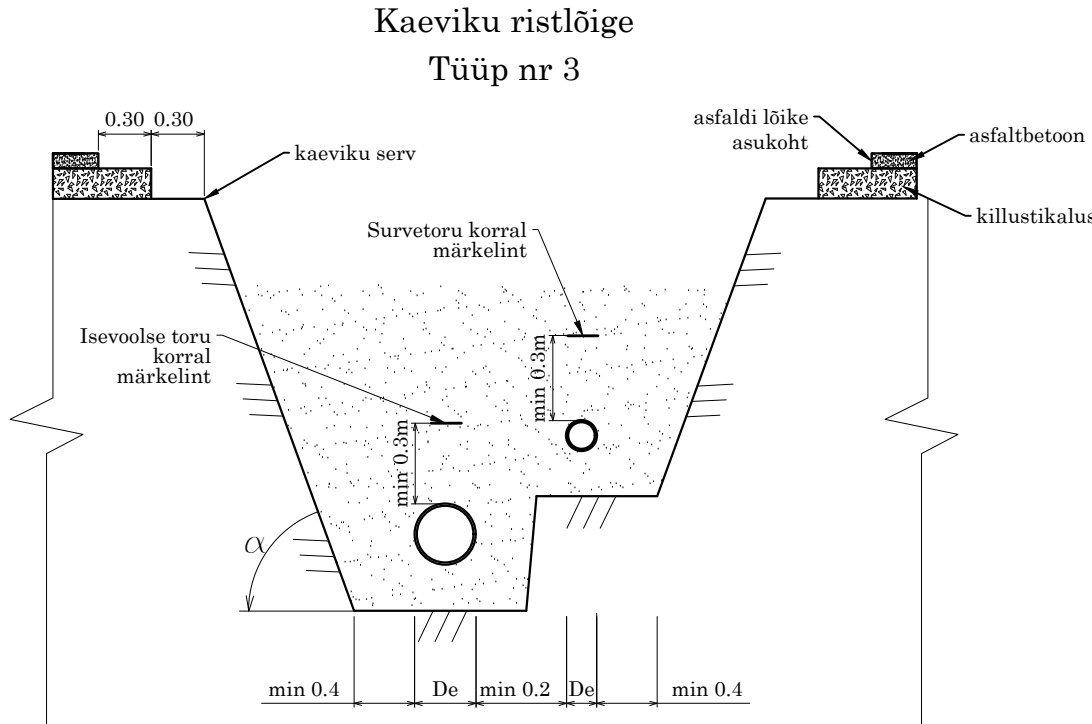 Kaeviku ristlõige
Tüüp nr 3
0.30 0.30
kaeviku serv
asfaldi lõike
asukoht
asfaltbetoon
killustikalus
Survetoru korral
märkelint
Isevoolse toru
korral
märkelint
min 0.3m
min 0.3m
α
min 0.4 De min 0.2 De min 0.4